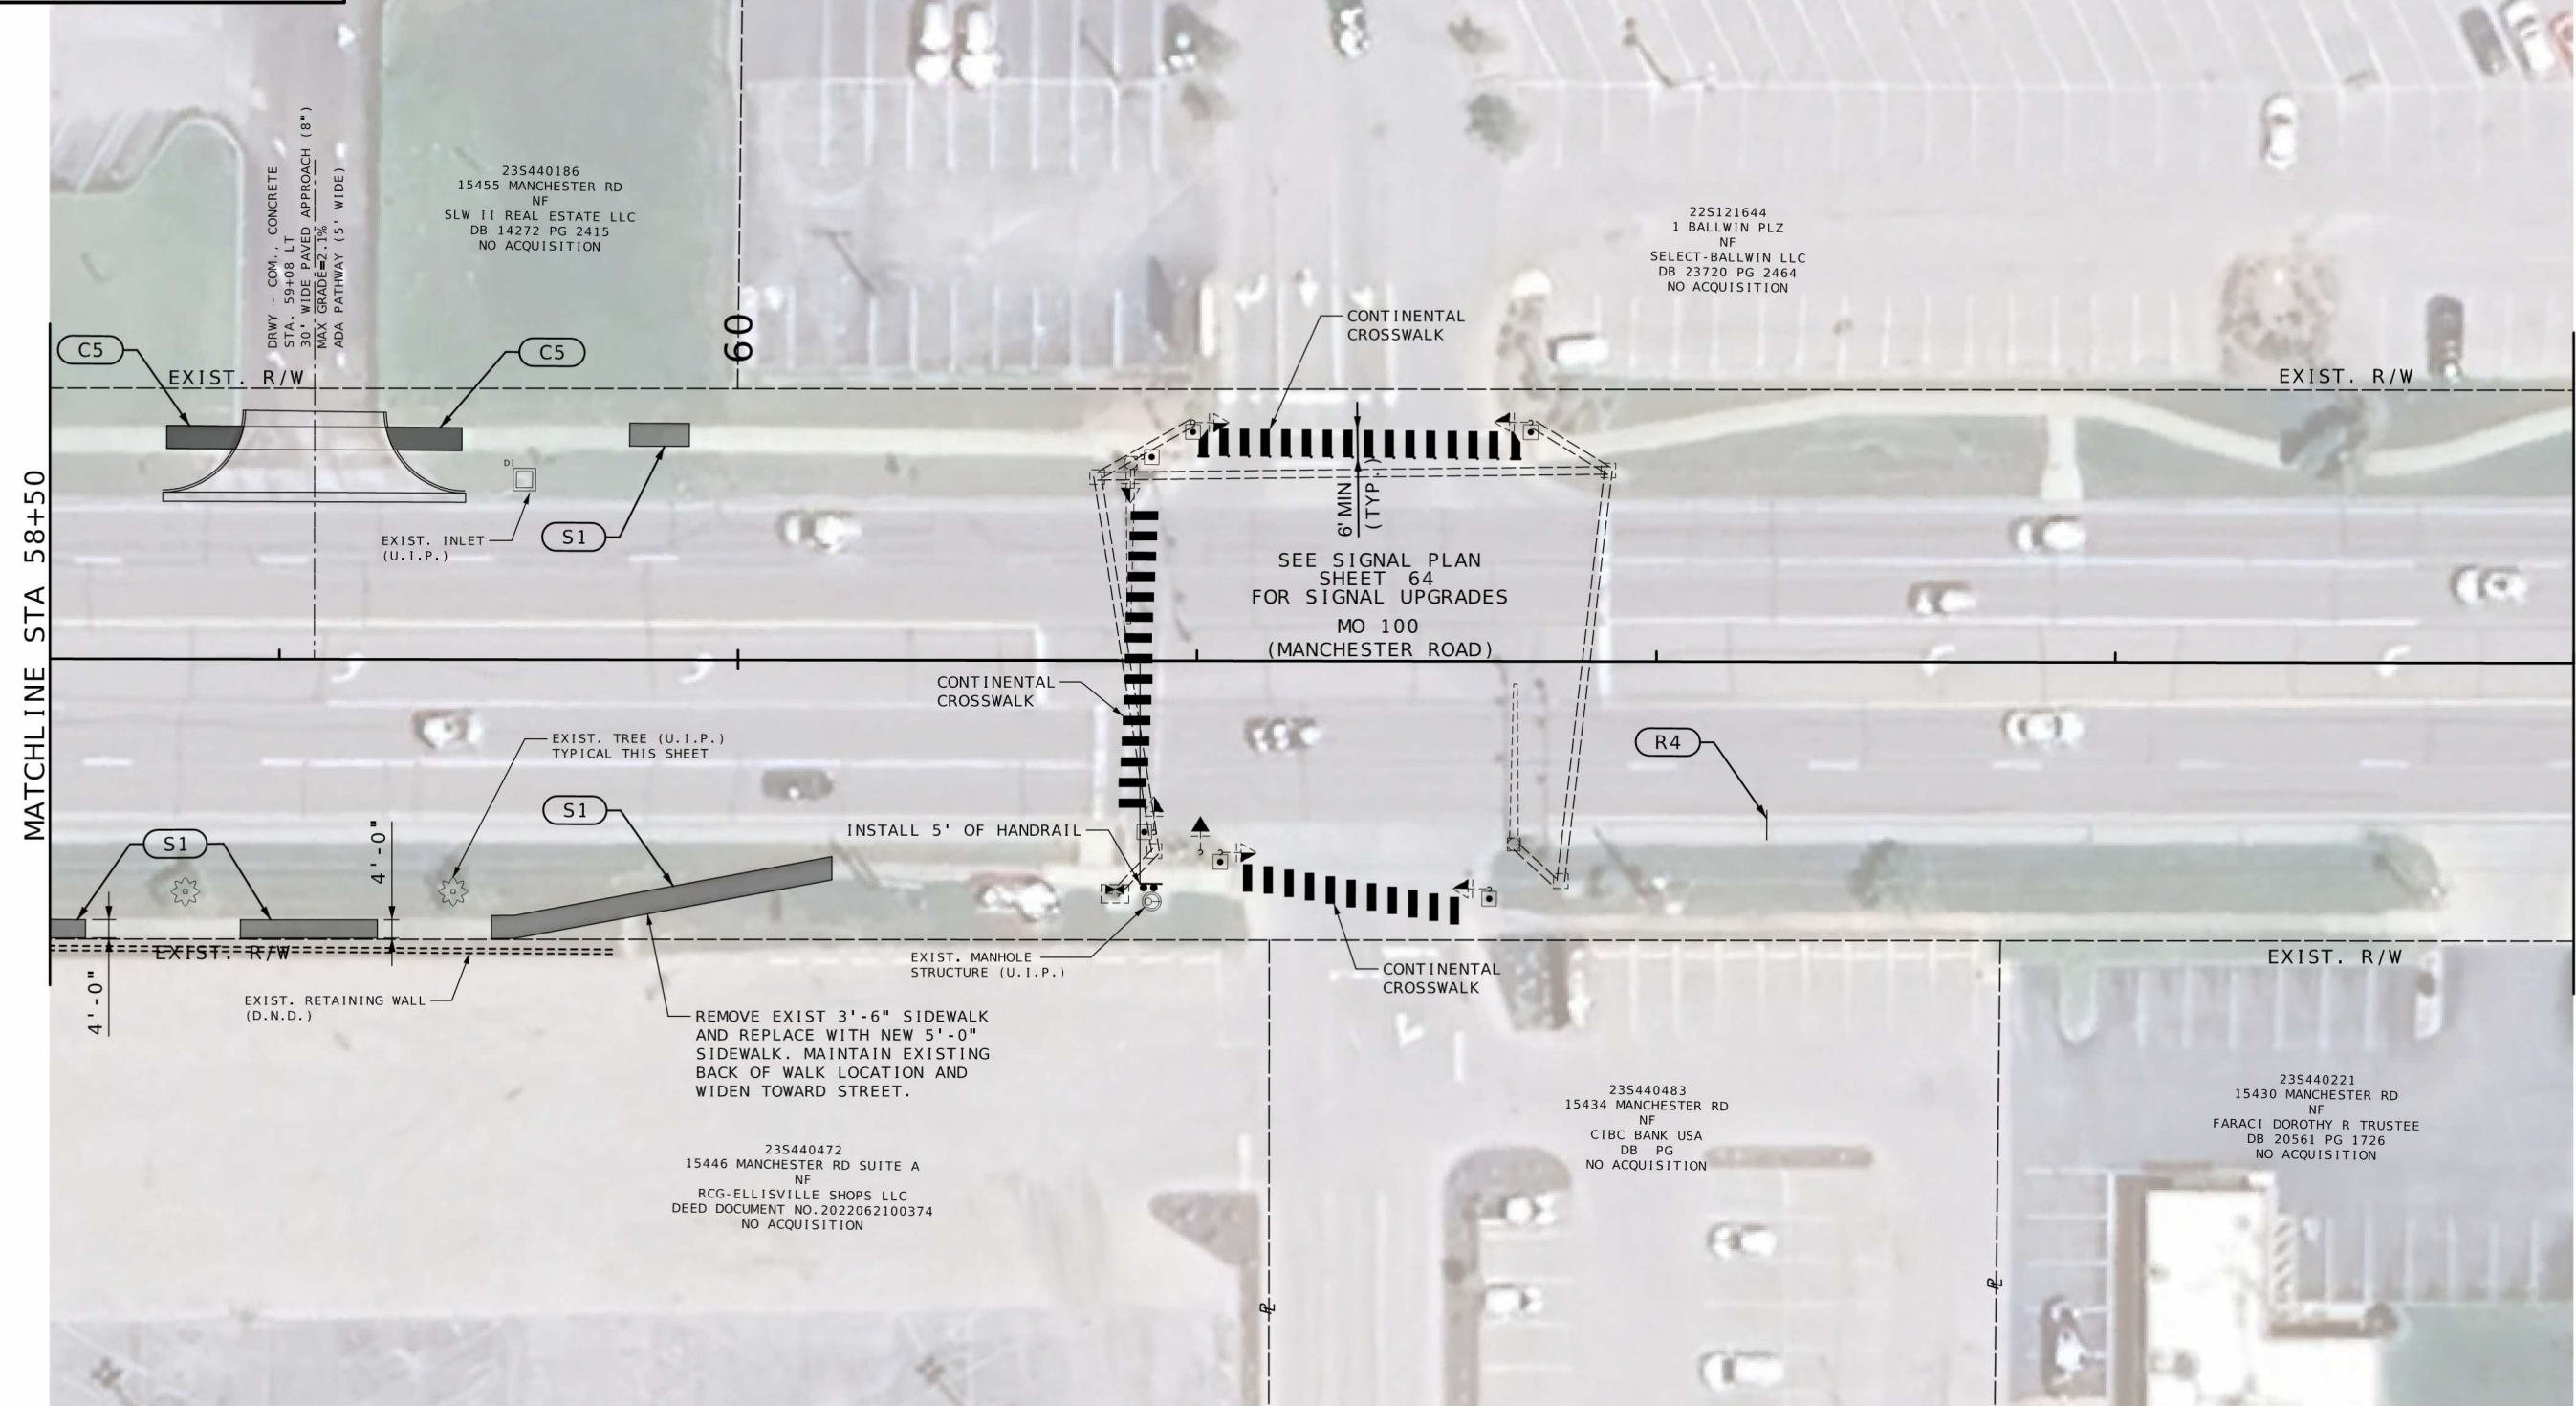 MATCHLINE STA 58+50
DRWY - COM., CONCRETE
STA. 59+08 LT
30' WIDE PAVED APPROACH (8")
MAX GRADE=2.1%
ADA PATHWAY (5' WIDE)
23S440186
15455 MANCHESTER RD
NF
SLW II REAL ESTATE LLC
DB 14272 PG 2415
NO ACQUISITION
60
22S121644
1 BALLWIN PLZ
NF
SELECT-BALLWIN LLC
DB 23720 PG 2464
NO ACQUISITION
CONTINENTAL
CROSSWALK
C5
C5
EXIST. R/W
EXIST. R/W
DI
EXIST. INLET
(U.I.P.)
S1
6' MIN
(TYP.)
SEE SIGNAL PLAN
SHEET 64
FOR SIGNAL UPGRADES
MO 100
(MANCHESTER ROAD)
CONTINENTAL
CROSSWALK
EXIST. TREE (U.I.P.)
TYPICAL THIS SHEET
R4
S1
S1
4'-0"
INSTALL 5' OF HANDRAIL
4'-0"
EXIST. R/W
EXIST. R/W
EXIST. MANHOLE
STRUCTURE (U.I.P.)
CONTINENTAL
CROSSWALK
EXIST. RETAINING WALL
(D.N.D.)
REMOVE EXIST 3'-6" SIDEWALK
AND REPLACE WITH NEW 5'-0"
SIDEWALK. MAINTAIN EXISTING
BACK OF WALK LOCATION AND
WIDEN TOWARD STREET.
23S440472
15446 MANCHESTER RD SUITE A
NF
RCG-ELLISVILLE SHOPS LLC
DEED DOCUMENT NO.2022062100374
NO ACQUISITION
23S440483
15434 MANCHESTER RD
NF
CIBC BANK USA
DB PG
NO ACQUISITION
23S440221
15430 MANCHESTER RD
NF
FARACI DOROTHY R TRUSTEE
DB 20561 PG 1726
NO ACQUISITION
PL
PL